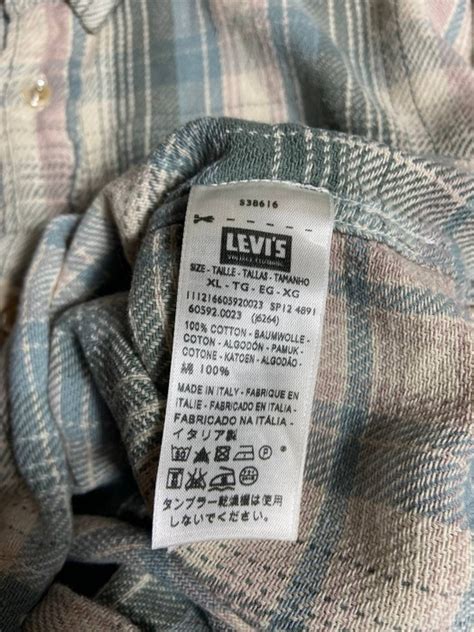 S38616
LEVI'S
VINTAGE CLOTHING
SIZE - TAILLE - TALLAS - TAMANHO
XL - TG - EG - XG
111216605920023 SP12 4891
60592.0023 (J6264)
100% COTTON - BAUMWOLLE -
COTON - ALGODÓN - PAMUK -
COTONE - KATOEN - ALGODÃO -
綿 100%
MADE IN ITALY - FABRIQUE EN
ITALIE - FABRICADO EN ITALIA -
FABRICADO NA ITÁLIA -
イタリア製
P
タンブラー乾燥機は使用
しないでください。